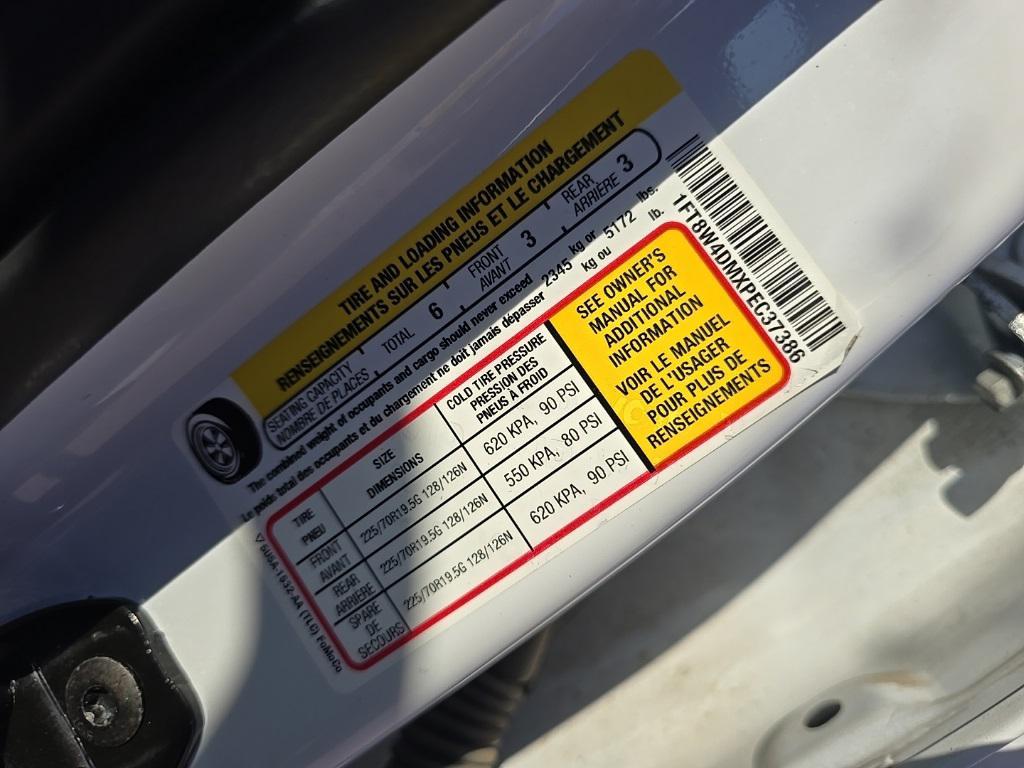 TIRE AND LOADING INFORMATION
RENSEIGNEMENTS SUR LES PNEUS ET LE CHARGEMENT
SEATING CAPACITY TOTAL 6 FRONT 3 REAR 3
NOMBRE DE PLACES AVANT ARRIÈRE
The combined weight of occupants and cargo should never exceed 2345 kg or 5172 lbs.
Le poids total des occupants et du chargement ne doit jamais dépasser kg ou lb.
TIRE SIZE COLD TIRE PRESSURE
PNEU DIMENSIONS PRESSION DES
PNEUS A FROID
FRONT 225/70R19.5G 128/126N 620 KPA, 90 PSI
AVANT
REAR 225/70R19.5G 128/126N 550 KPA, 80 PSI
ARRIÈRE
SPARE 225/70R19.5G 128/126N 620 KPA, 90 PSI
DE
SECOURS
SEE OWNER'S
MANUAL FOR
ADDITIONAL
INFORMATION
VOIR LE MANUEL
DE L'USAGER
POUR PLUS DE
RENSEIGNEMENTS
1FT8W4DMXPEC37386
5U5A-1532-AA (TLC) FoMoCo